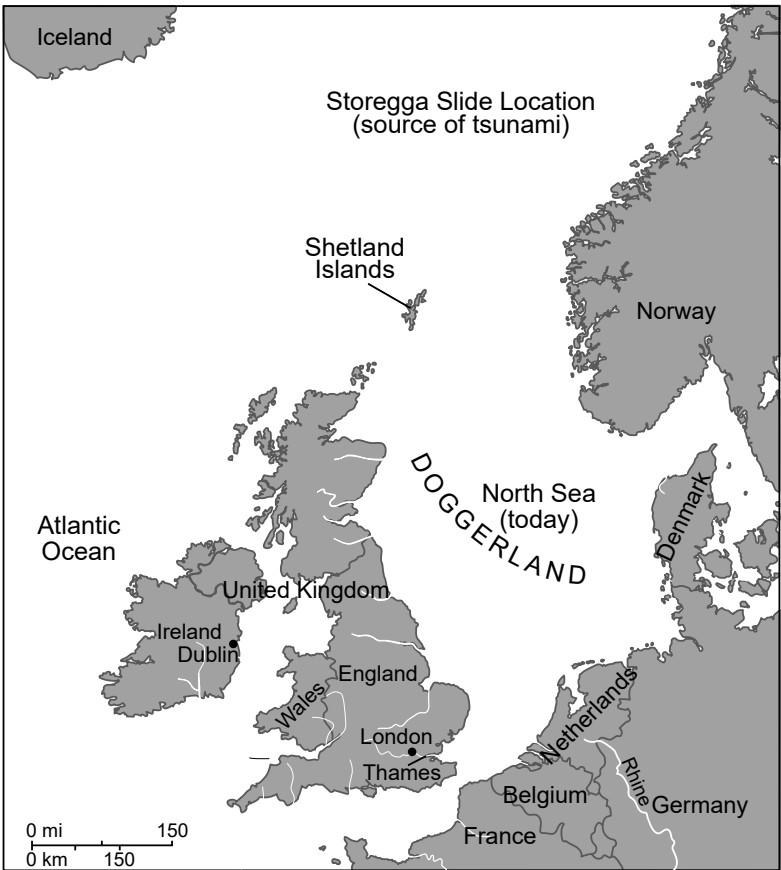 Iceland
Storegga Slide Location
(source of tsunami)
Shetland
Islands
Norway
DOGGERLAND
North Sea
(today)
Denmark
Atlantic
Ocean
United Kingdom
Ireland
Dublin
England
Wales
Netherlands
London
Thames
Rhine
Belgium
Germany
France
0 mi 150
0 km 150